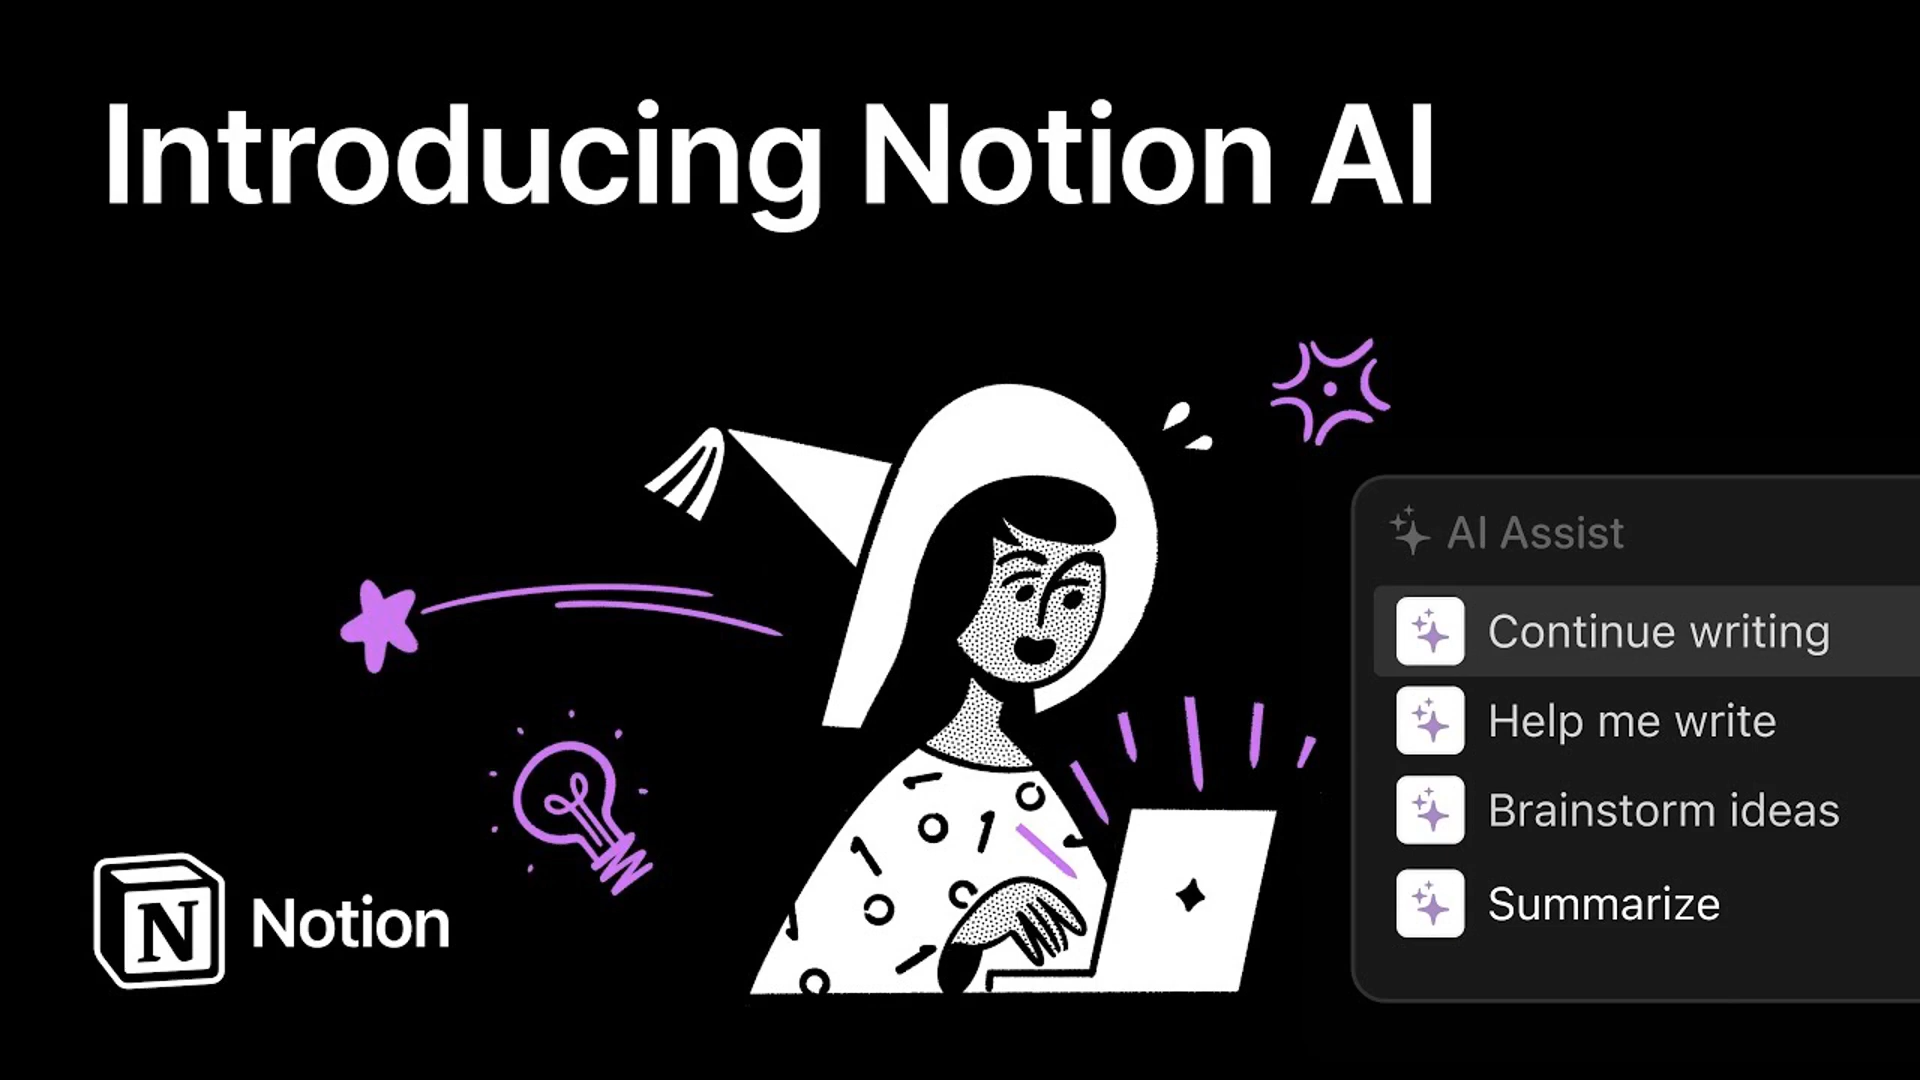 Introducing Notion AI
AI Assist
Continue writing
Help me write
Brainstorm ideas
Summarize
N Notion